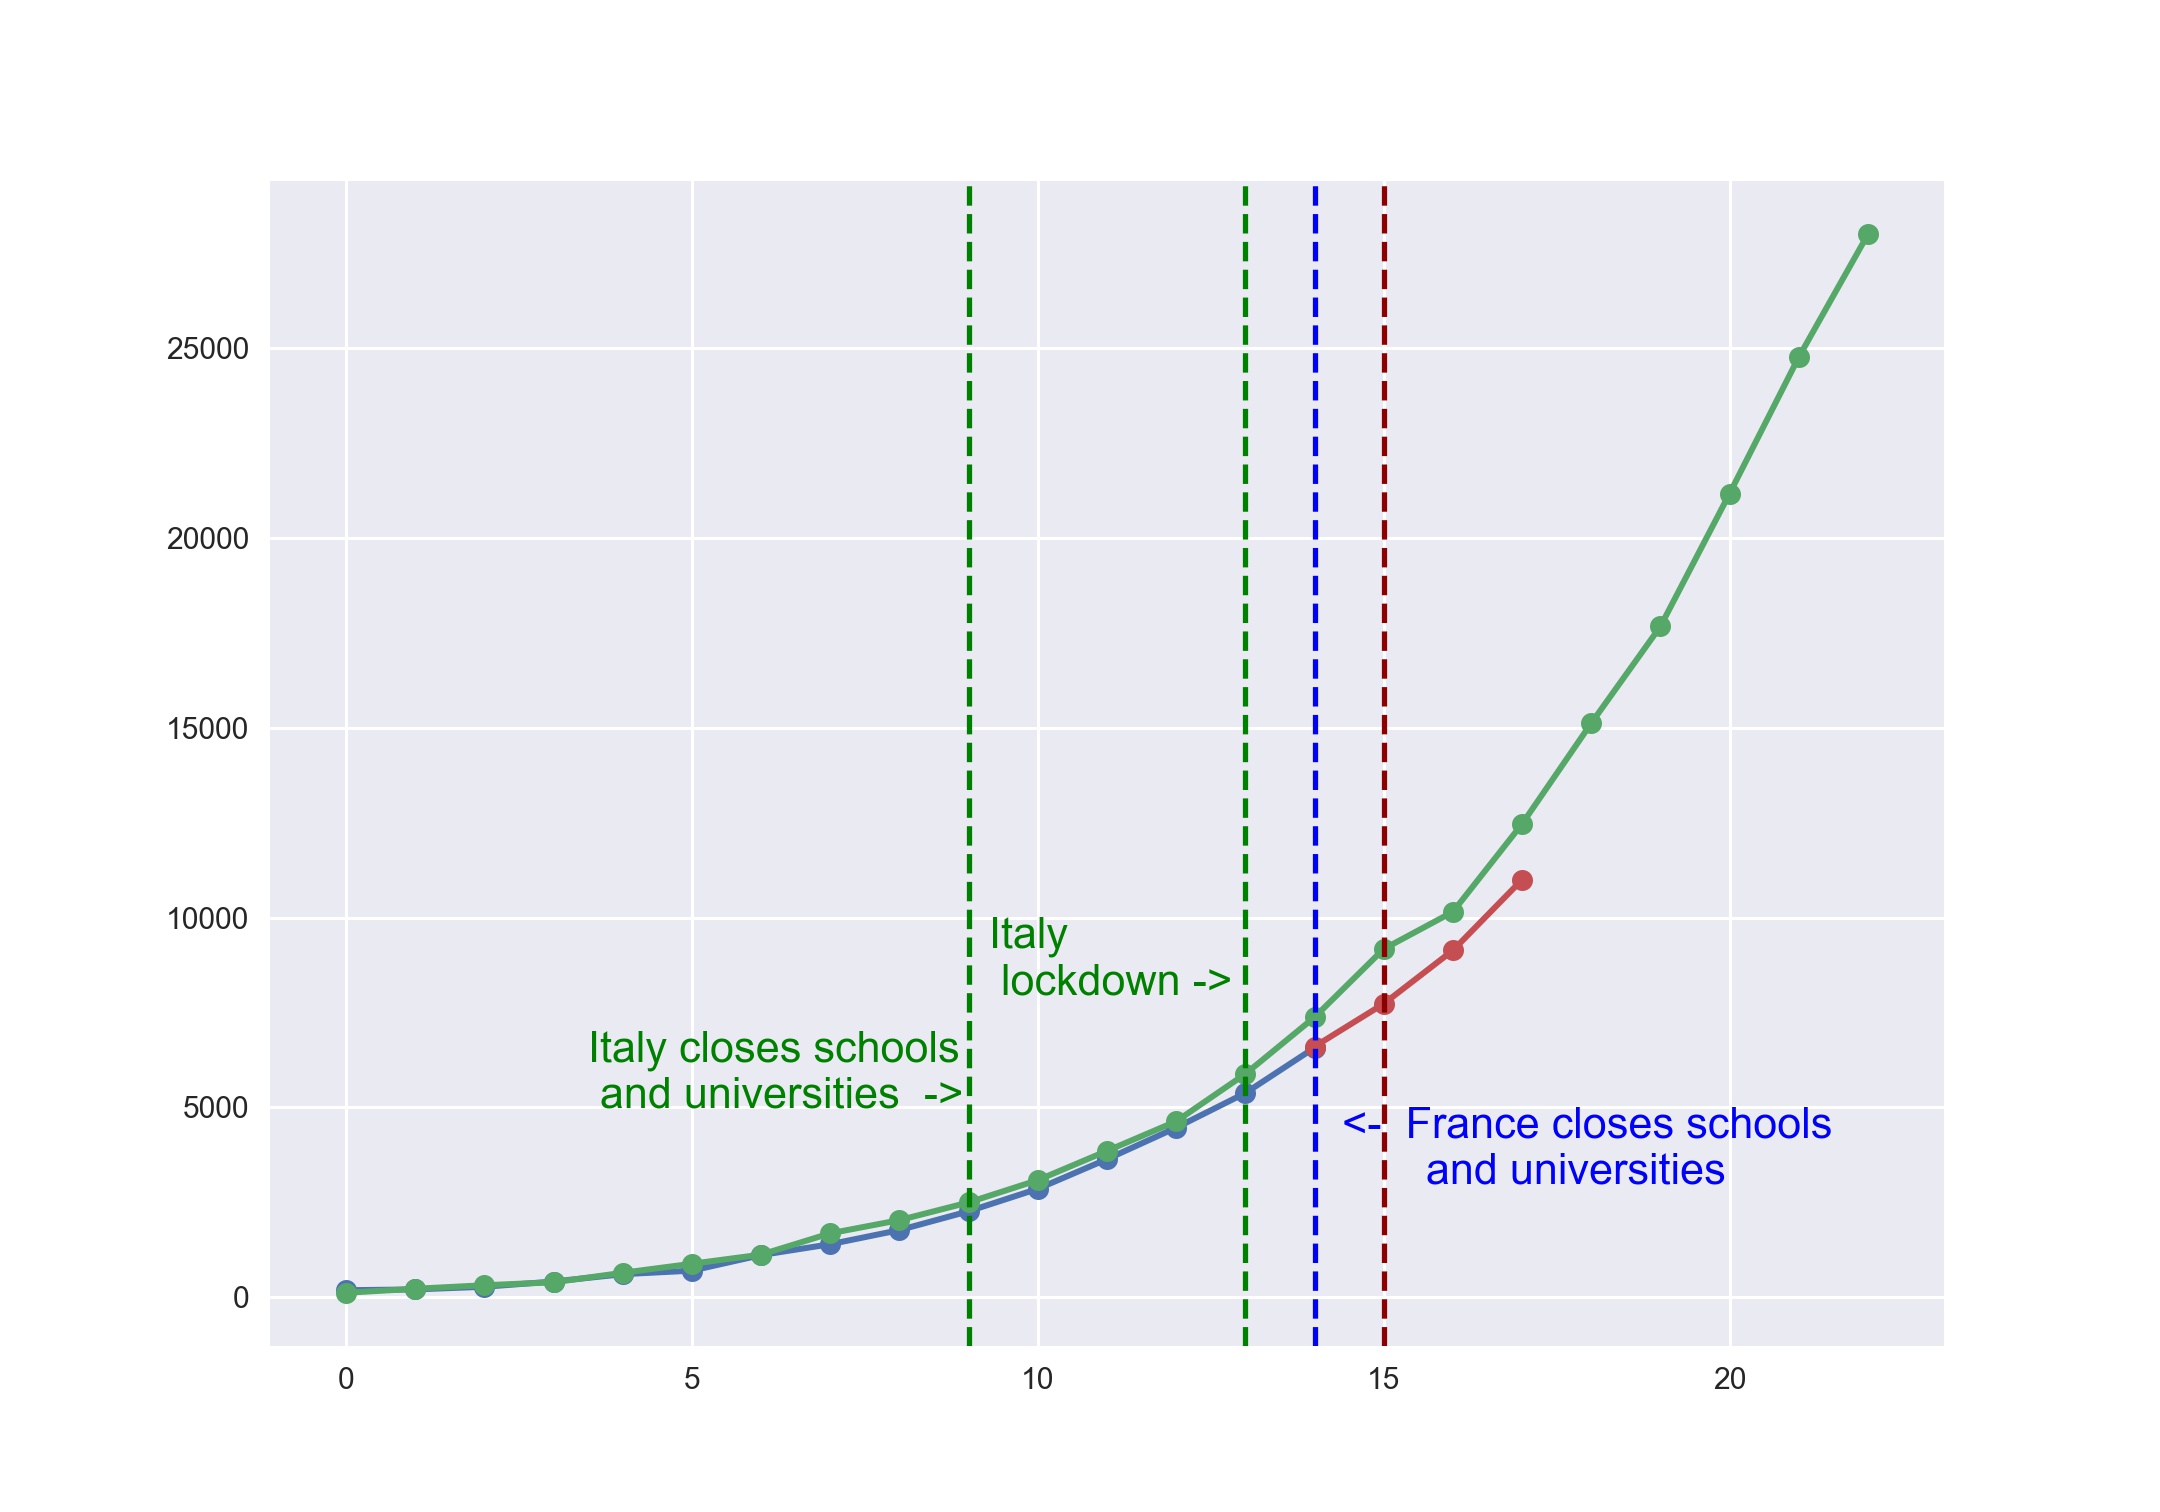 25000
20000
15000
10000
Italy
lockdown ->
Italy closes schools
and universities  ->
5000
<-  France closes schools
and universities
0
0
5
10
15
20